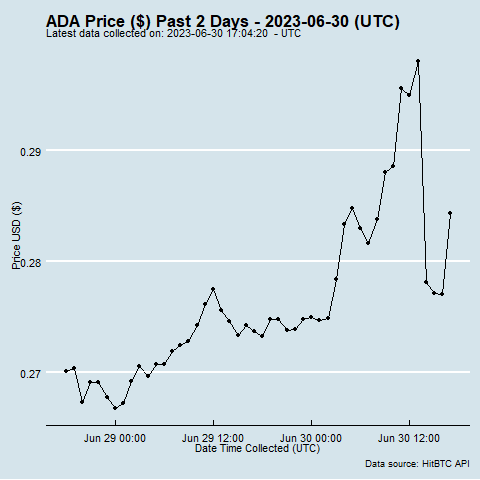 ADA Price ($) Past 2 Days - 2023-06-30 (UTC)
Latest data collected on: 2023-06-30 17:04:20 - UTC
0.29
0.28
0.27
Price USD ($)
Jun 29 00:00 Jun 29 12:00 Jun 30 00:00 Jun 30 12:00
Date Time Collected (UTC)
Data source: HitBTC API